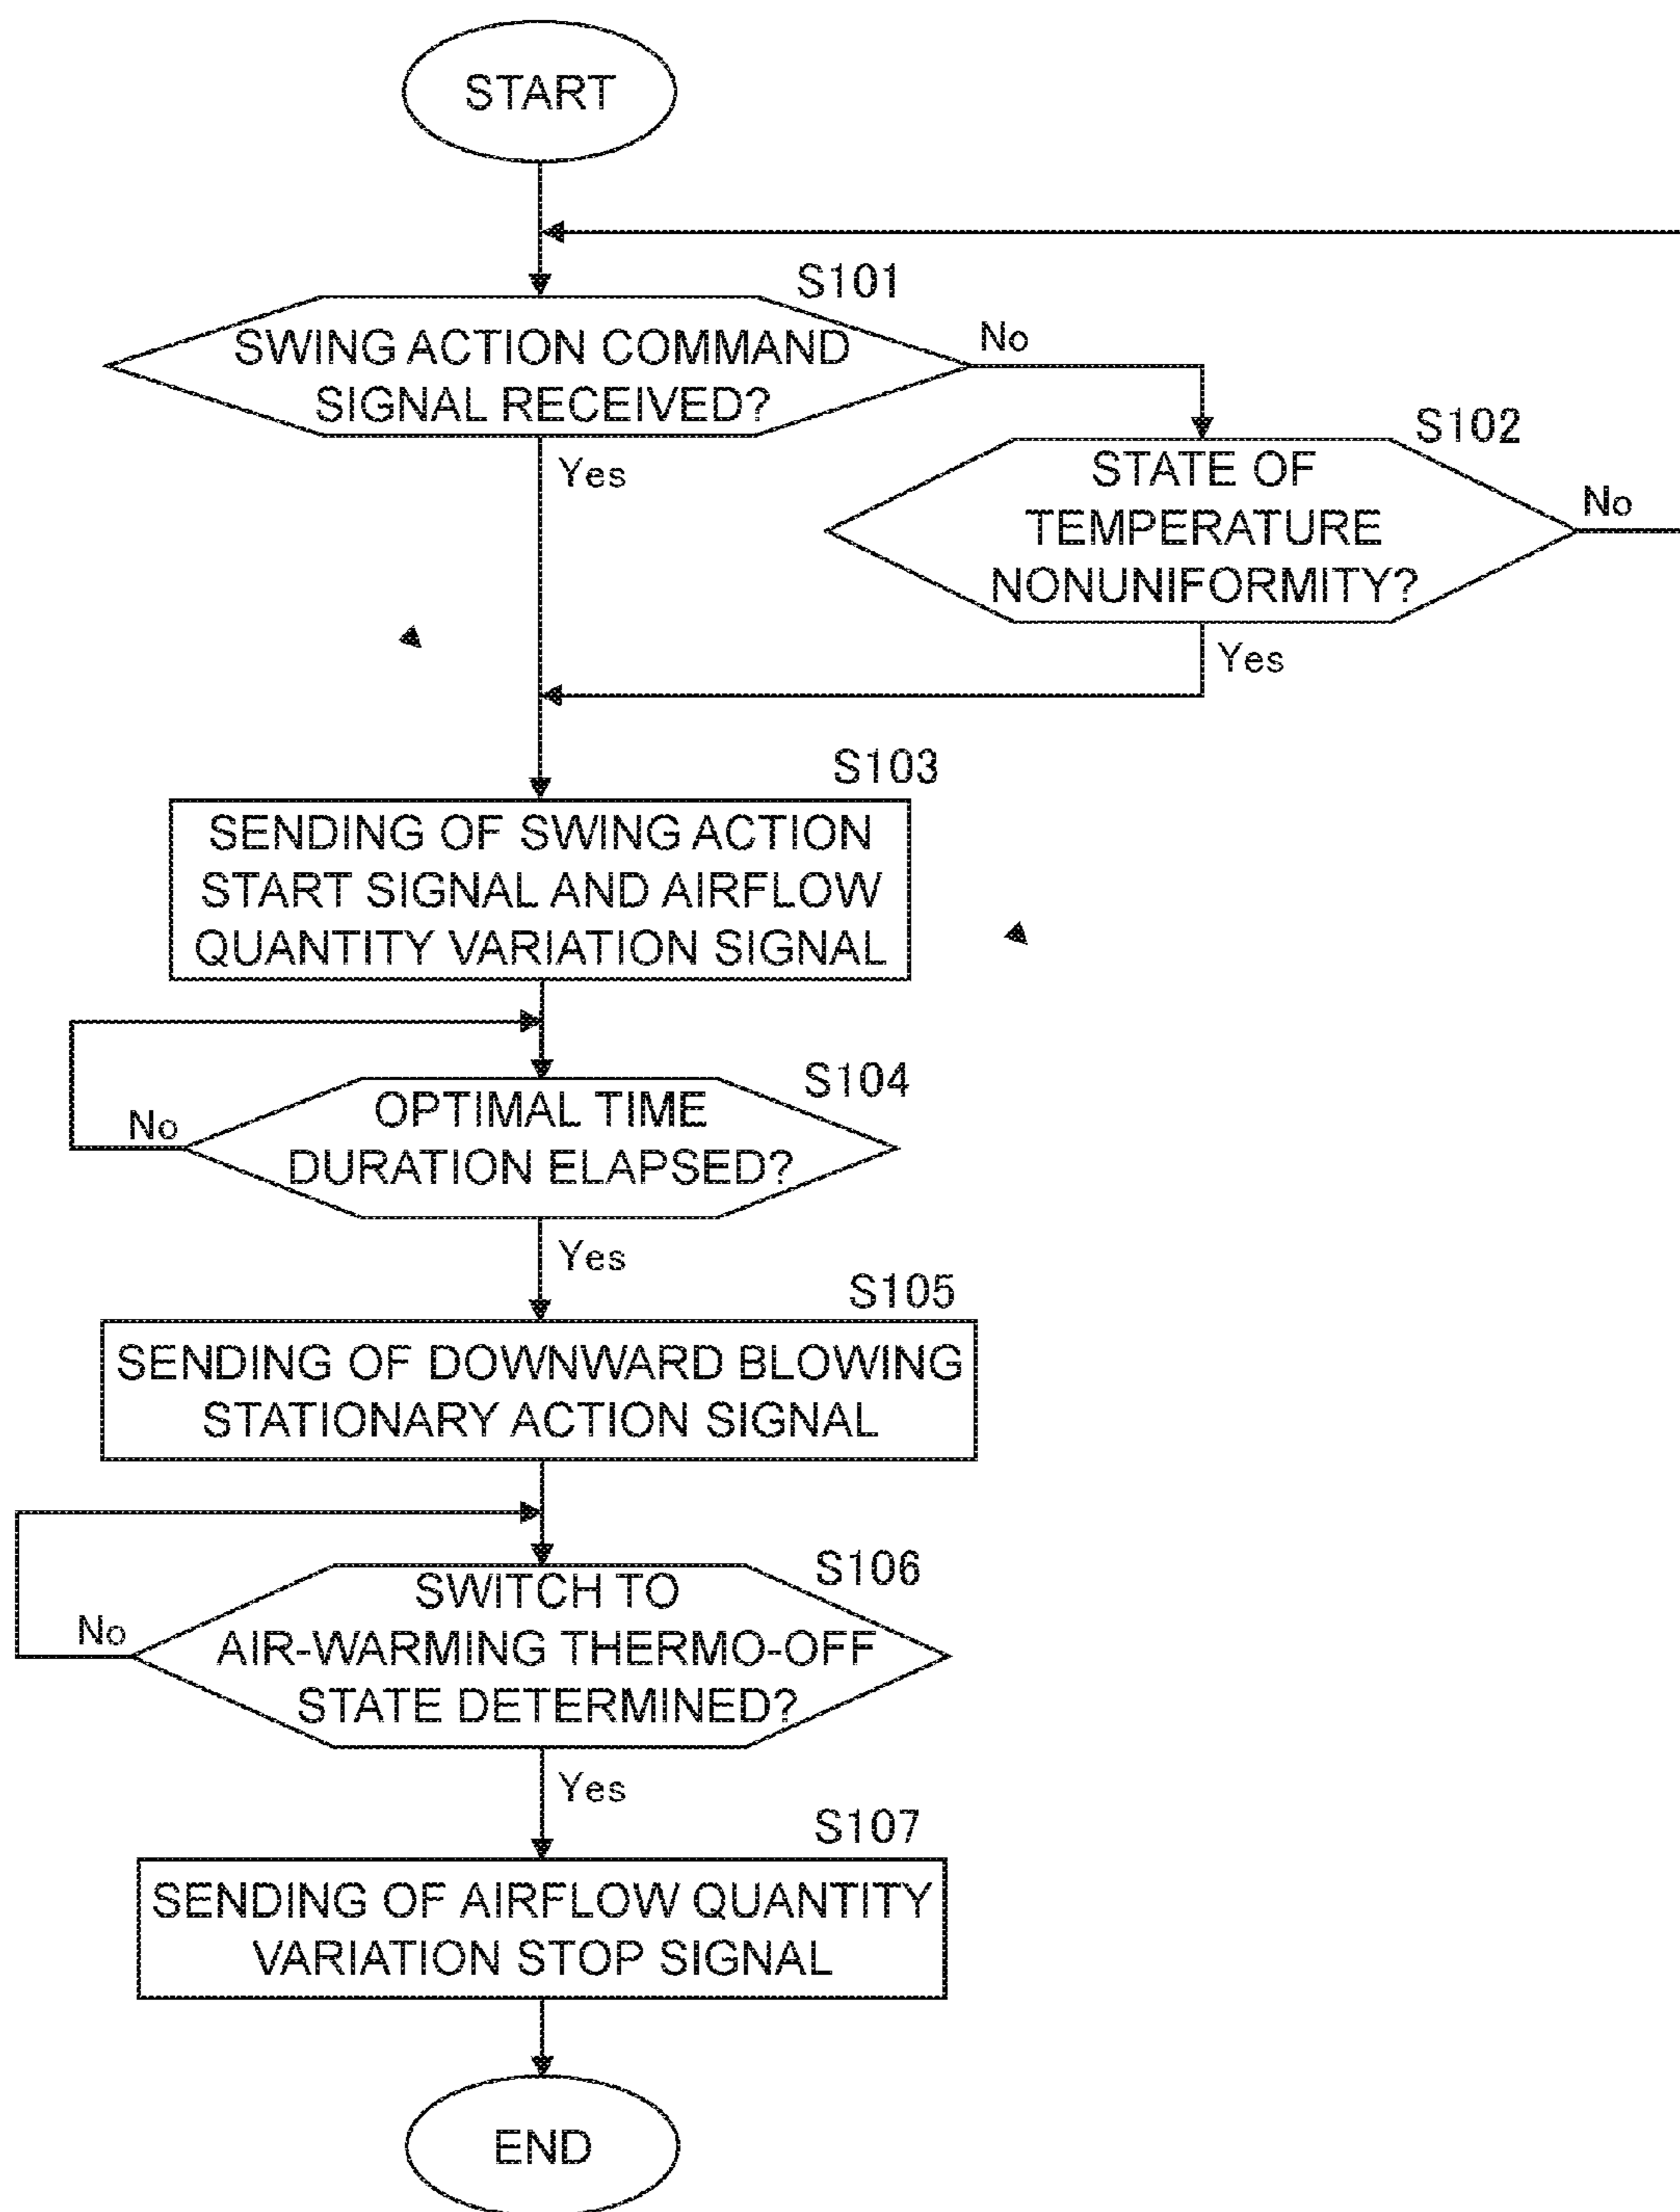 START
S101
SWING ACTION COMMAND
SIGNAL RECEIVED?
No
Yes
S102
STATE OF
TEMPERATURE
NONUNIFORMITY?
No
Yes
S103
SENDING OF SWING ACTION
START SIGNAL AND AIRFLOW
QUANTITY VARIATION SIGNAL
S104
OPTIMAL TIME
DURATION ELAPSED?
No
Yes
S105
SENDING OF DOWNWARD BLOWING
STATIONARY ACTION SIGNAL
S106
SWITCH TO
AIR-WARMING THERMO-OFF
STATE DETERMINED?
No
Yes
S107
SENDING OF AIRFLOW QUANTITY
VARIATION STOP SIGNAL
END